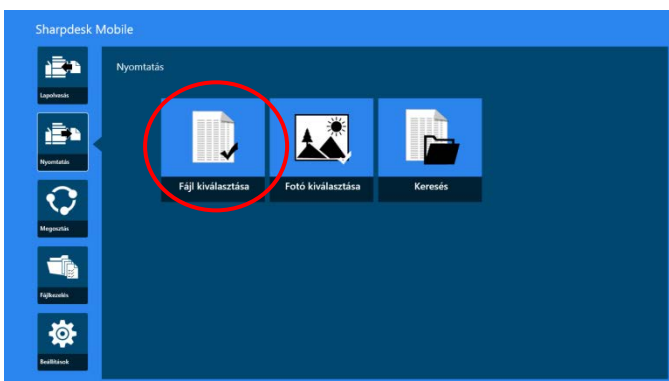 Sharpdesk Mobile
Lapolvasás
Nyomtatás
Megosztás
Fájlkezelés
Beállítások
Nyomtatás
Fájl kiválasztása
Fotó kiválasztása
Keresés